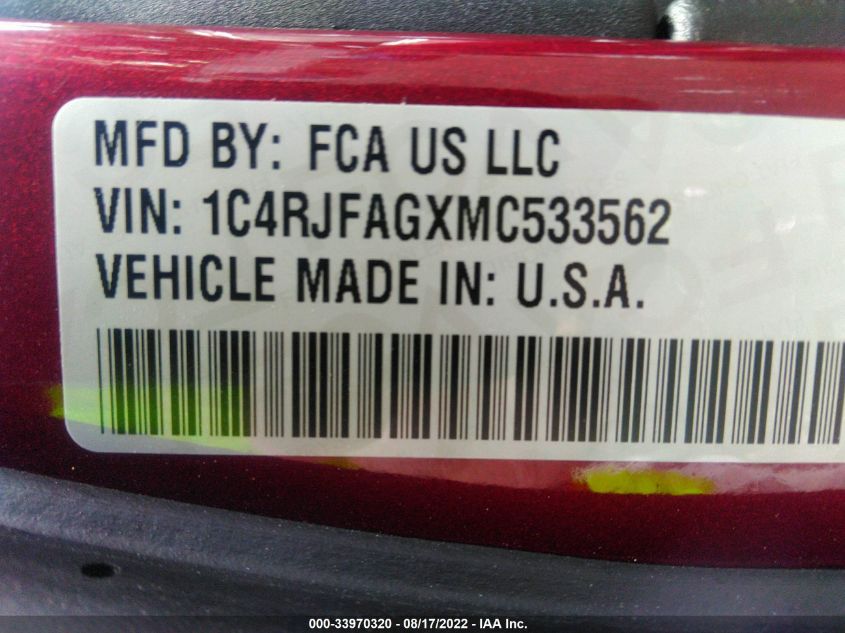 MFD BY: FCA US LLC
VIN: 1C4RJFAGXMC533562
VEHICLE MADE IN: U.S.A.
000-33970320 - 08/17/2022 - IAA Inc.